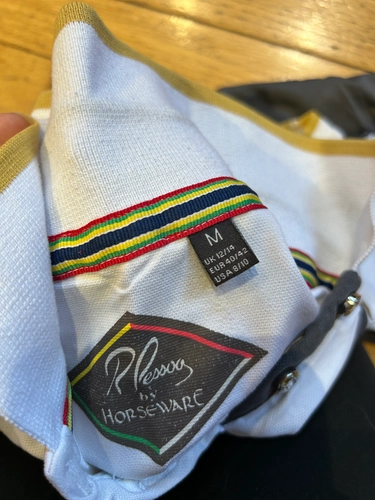 M
UK 12/14
EUR 40/42
USA 8/10
R Pessoa
by
HORSEWARE